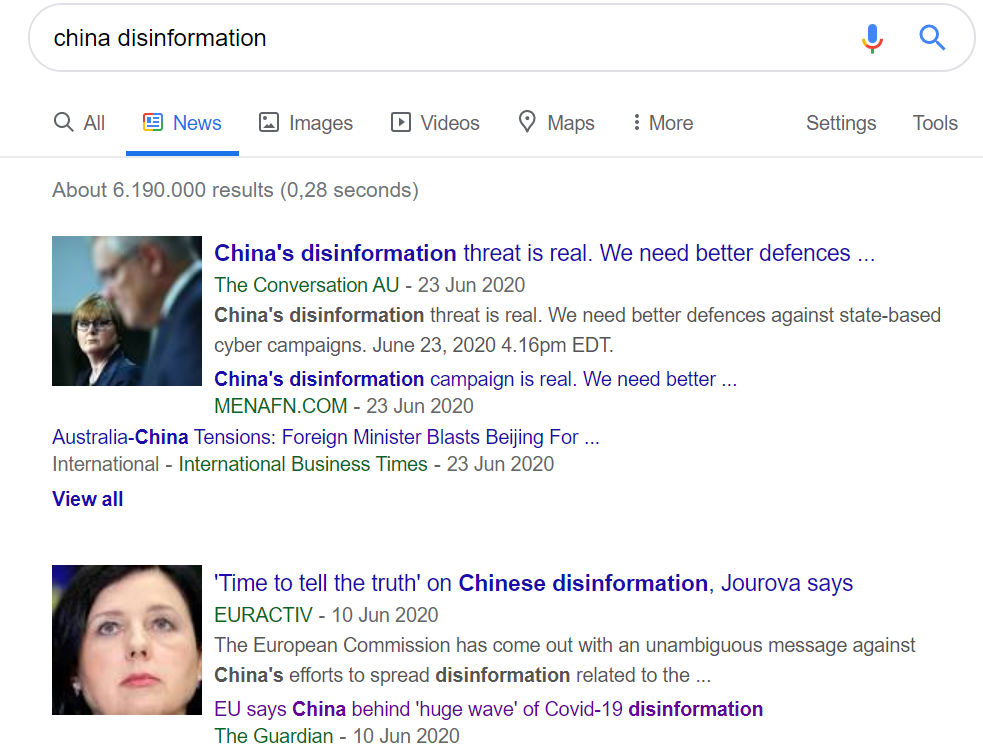 china disinformation
All News Images Videos Maps More Settings Tools
About 6.190.000 results (0,28 seconds)
China's disinformation threat is real. We need better defences ...
The Conversation AU - 23 Jun 2020
China's disinformation threat is real. We need better defences against state-based
cyber campaigns. June 23, 2020 4.16pm EDT.
China's disinformation campaign is real. We need better ...
MENAFN.COM - 23 Jun 2020
Australia-China Tensions: Foreign Minister Blasts Beijing For ...
International - International Business Times - 23 Jun 2020
View all
'Time to tell the truth' on Chinese disinformation, Jourova says
EURACTIV - 10 Jun 2020
The European Commission has come out with an unambiguous message against
China's efforts to spread disinformation related to the ...
EU says China behind 'huge wave' of Covid-19 disinformation
The Guardian - 10 Jun 2020